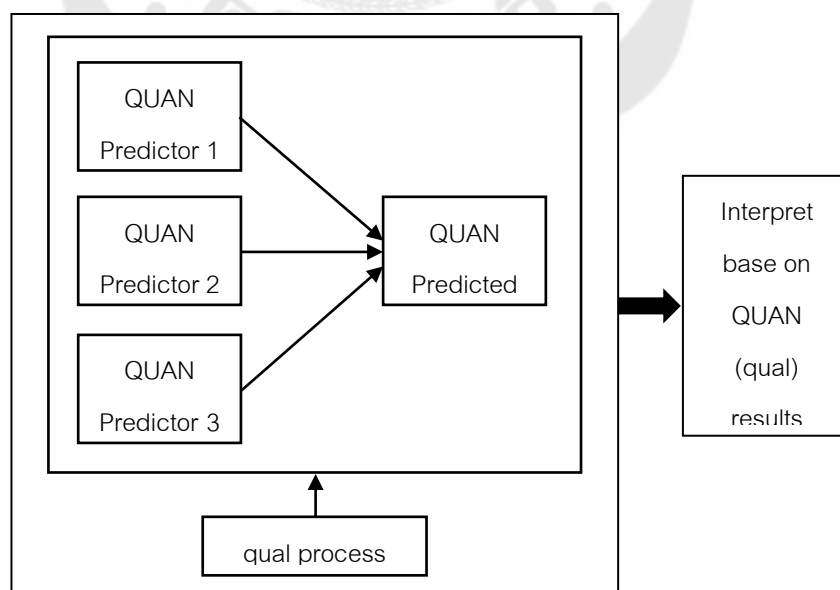 QUAN
Predictor 1
QUAN
Predictor 2
QUAN
Predictor 3
QUAN
Predicted
qual process
Interpret
base on
QUAN
(qual)
results